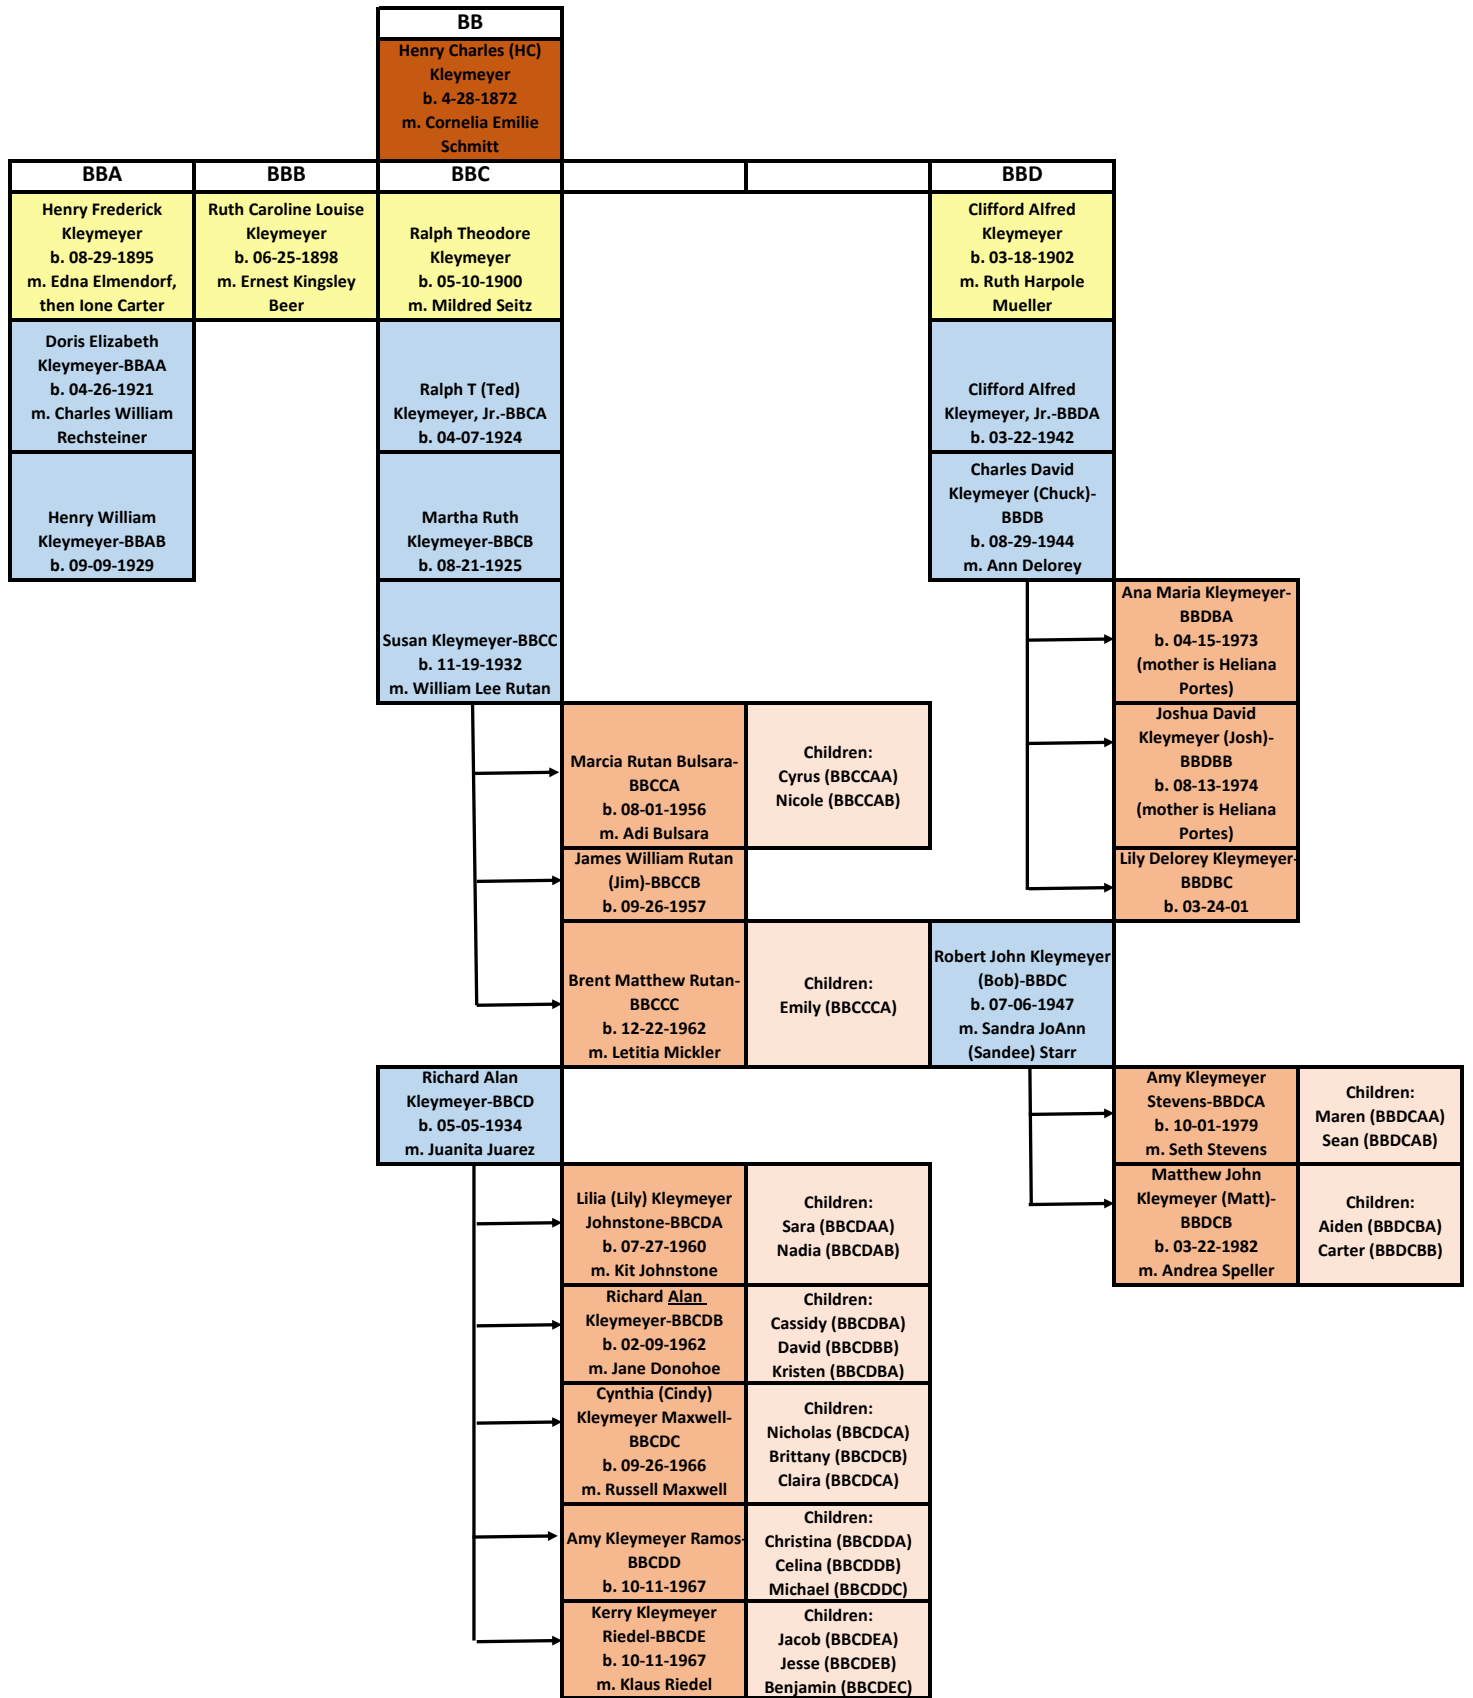 BB
Henry Charles (HC)
Kleymeyer
b. 4-28-1872
m. Cornelia Emilie
Schmitt
BBA
BBB
BBC
BBD
Henry Frederick
Kleymeyer
b. 08-29-1895
m. Edna Elmendorf,
then Ione Carter
Ruth Caroline Louise
Kleymeyer
b. 06-25-1898
m. Ernest Kingsley
Beer
Ralph Theodore
Kleymeyer
b. 05-10-1900
m. Mildred Seitz
Clifford Alfred
Kleymeyer
b. 03-18-1902
m. Ruth Harpole
Mueller
Doris Elizabeth
Kleymeyer-BBAA
b. 04-26-1921
m. Charles William
Rechsteiner
Ralph T (Ted)
Kleymeyer, Jr.-BBCA
b. 04-07-1924
Clifford Alfred
Kleymeyer, Jr.-BBDA
b. 03-22-1942
Henry William
Kleymeyer-BBAB
b. 09-09-1929
Martha Ruth
Kleymeyer-BBCB
b. 08-21-1925
Charles David
Kleymeyer (Chuck)-
BBDB
b. 08-29-1944
m. Ann Delorey
Susan Kleymeyer-BBCC
b. 11-19-1932
m. William Lee Rutan
Ana Maria Kleymeyer-
BBDBA
b. 04-15-1973
(mother is Heliana
Portes)
Marcia Rutan Bulsara-
BBCCA
b. 08-01-1956
m. Adi Bulsara
Children:
Cyrus (BBCCAA)
Nicole (BBCCAB)
Joshua David
Kleymeyer (Josh)-
BBDBB
b. 08-13-1974
(mother is Heliana
Portes)
James William Rutan
(Jim)-BBCCB
b. 09-26-1957
Lily Delorey Kleymeyer-
BBDBC
b. 03-24-01
Brent Matthew Rutan-
BBCCC
b. 12-22-1962
m. Letitia Mickler
Children:
Emily (BBCCCA)
Robert John Kleymeyer
(Bob)-BBDC
b. 07-06-1947
m. Sandra JoAnn
(Sandee) Starr
Richard Alan
Kleymeyer-BBCD
b. 05-05-1934
m. Juanita Juarez
Amy Kleymeyer
Stevens-BBDCA
b. 10-01-1979
m. Seth Stevens
Children:
Maren (BBDCAA)
Sean (BBDCAB)
Lilia (Lily) Kleymeyer
Johnstone-BBCDA
b. 07-27-1960
m. Kit Johnstone
Children:
Sara (BBCDAA)
Nadia (BBCDAB)
Matthew John
Kleymeyer (Matt)-
BBDCB
b. 03-22-1982
m. Andrea Speller
Children:
Aiden (BBDCBA)
Carter (BBDCBB)
Richard Alan
Kleymeyer-BBCDB
b. 02-09-1962
m. Jane Donohoe
Children:
Cassidy (BBCDBA)
David (BBCDBB)
Kristen (BBCDBA)
Cynthia (Cindy)
Kleymeyer Maxwell-
BBCDC
b. 09-26-1966
m. Russell Maxwell
Children:
Nicholas (BBCDCA)
Brittany (BBCDCB)
Claira (BBCDCA)
Amy Kleymeyer Ramos-
BBCDD
b. 10-11-1967
Children:
Christina (BBCDDA)
Celina (BBCDDB)
Michael (BBCDDC)
Kerry Kleymeyer
Riedel-BBCDE
b. 10-11-1967
m. Klaus Riedel
Children:
Jacob (BBCDEA)
Jesse (BBCDEB)
Benjamin (BBCDEC)